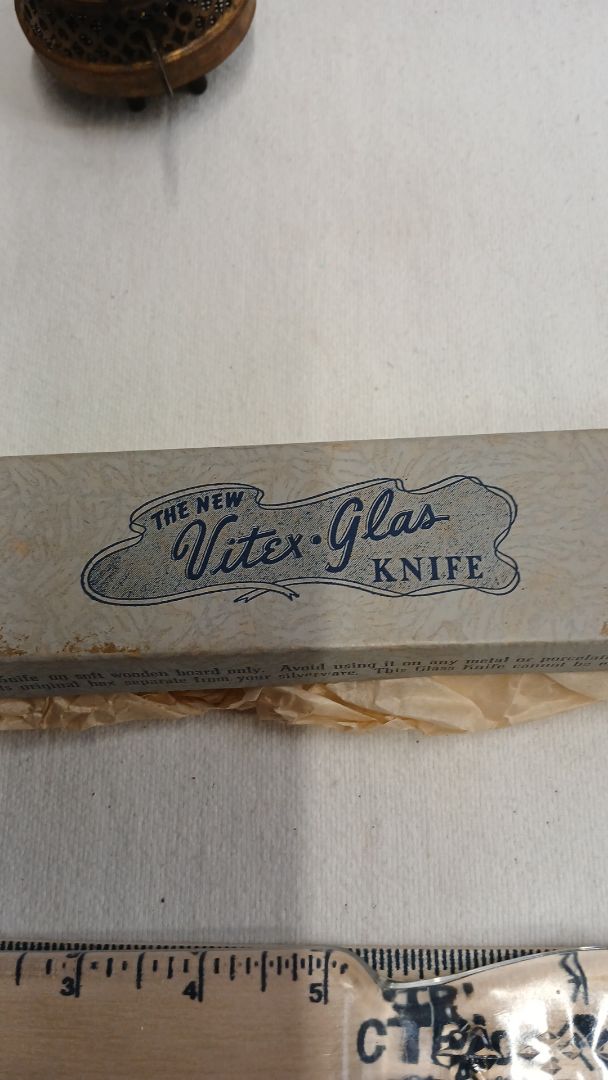 THE NEW
Vitex·Glas
KNIFE
Knife on soft wooden board only. Avoid using it on any metal or porcelain
its original box separate from your silverware. This Glass Knife cannot be
3 4 5